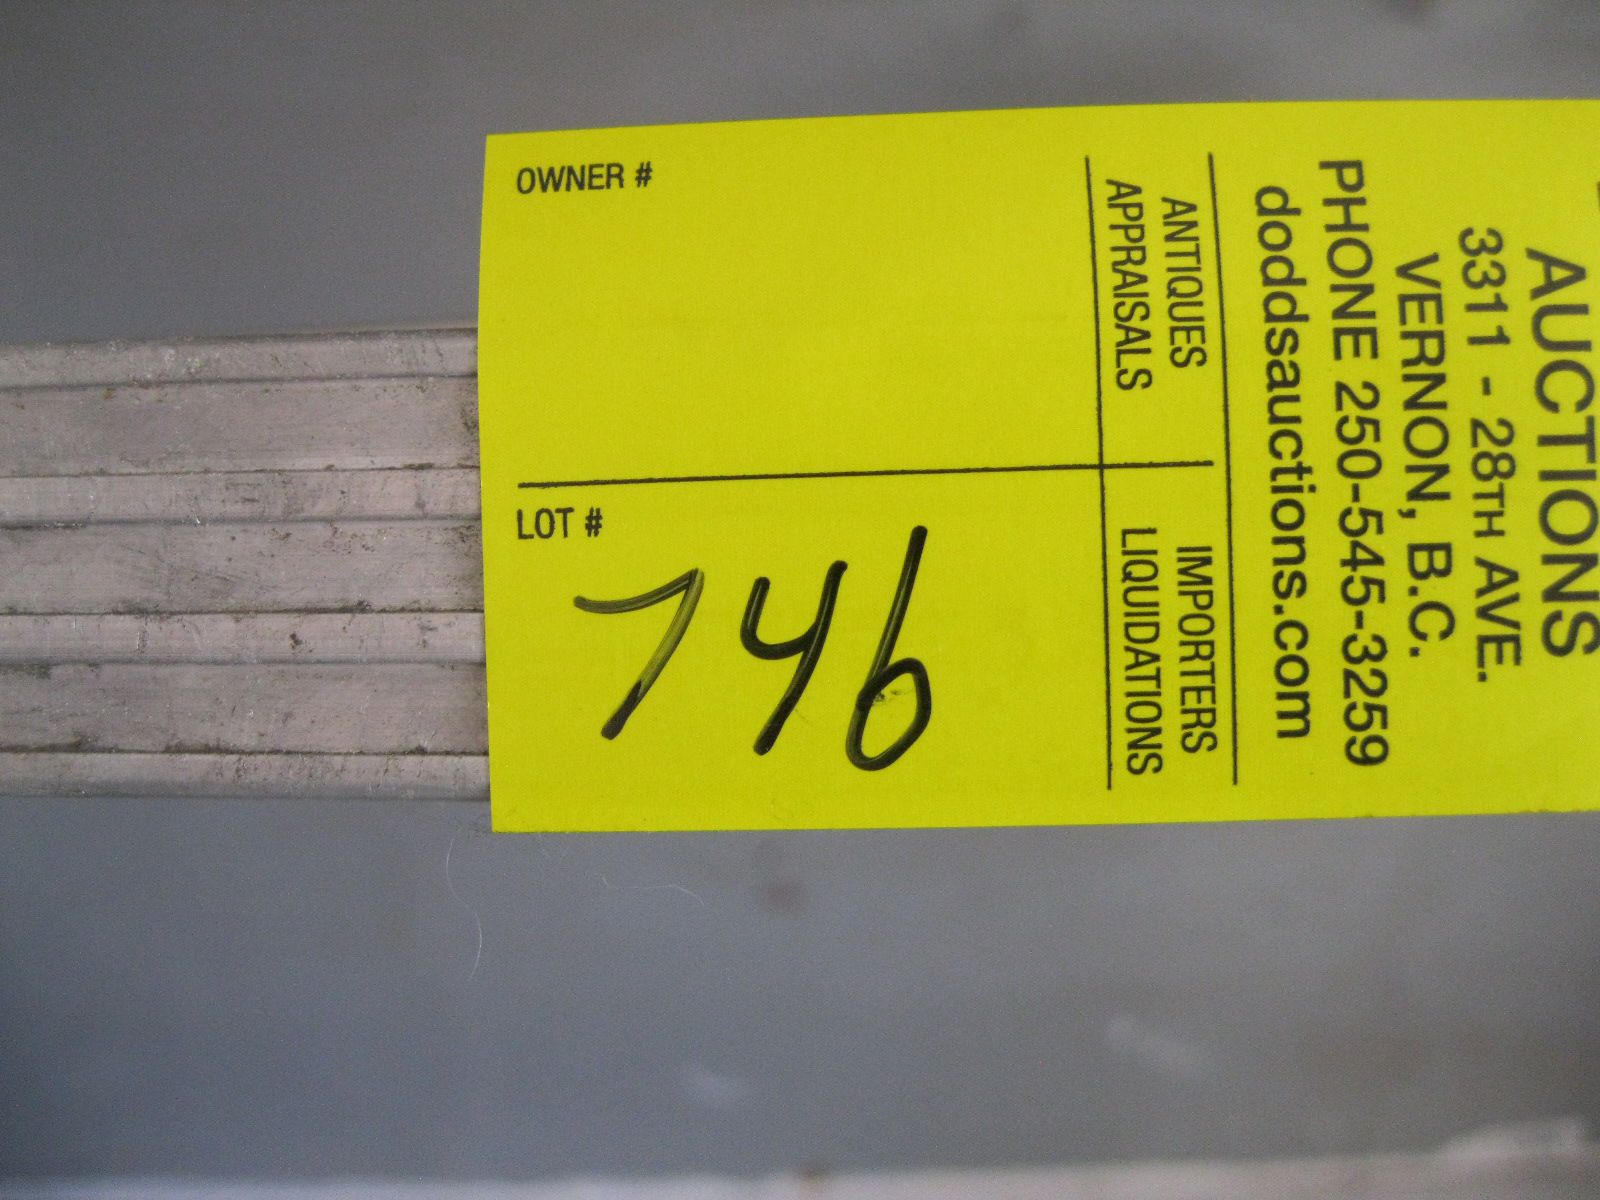 AUCTIONS
3311 - 28TH AVE.
VERNON, B.C.
PHONE 250-545-3259
doddsauctions.com
ANTIQUES IMPORTERS
APPRAISALS LIQUIDATIONS
OWNER #
LOT #
746